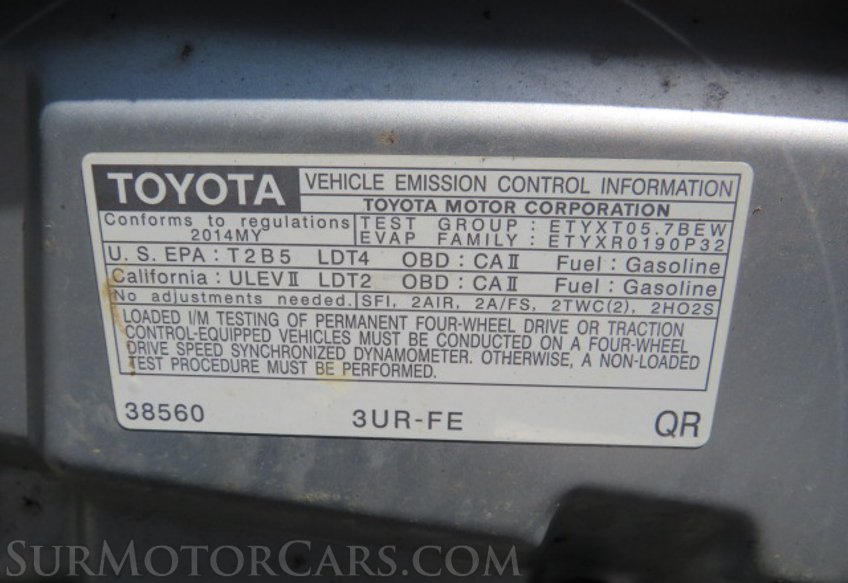 TOYOTA VEHICLE EMISSION CONTROL INFORMATION
TOYOTA MOTOR CORPORATION
Conforms to regulations TEST GROUP : ETYXT05.7BEW
2014MY EVAP FAMILY : ETYXR0190P32
U. S. EPA : T2B5 LDT4 OBD : CAⅡ Fuel : Gasoline
California : ULEVⅡ LDT2 OBD : CAⅡ Fuel : Gasoline
No adjustments needed. SFI, 2AIR, 2A/FS, 2TWC(2), 2HO2S
LOADED I/M TESTING OF PERMANENT FOUR-WHEEL DRIVE OR TRACTION
CONTROL-EQUIPPED VEHICLES MUST BE CONDUCTED ON A FOUR-WHEEL
DRIVE SPEED SYNCHRONIZED DYNAMOMETER. OTHERWISE, A NON-LOADED
TEST PROCEDURE MUST BE PERFORMED.
38560 3UR-FE QR
SURMOTORCARS.COM